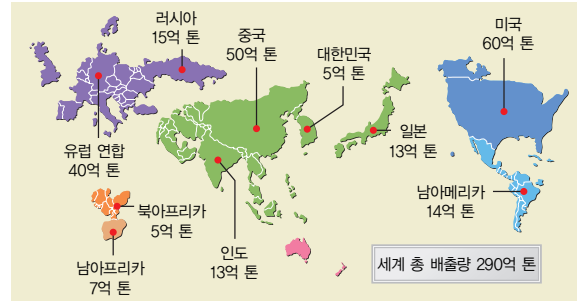 러시아
15억 톤
중국
50억 톤
대한민국
5억 톤
미국
60억 톤
유럽 연합
40억 톤
일본
13억 톤
북아프리카
5억 톤
남아메리카
14억 톤
인도
13억 톤
남아프리카
7억 톤
세계 총 배출량 290억 톤